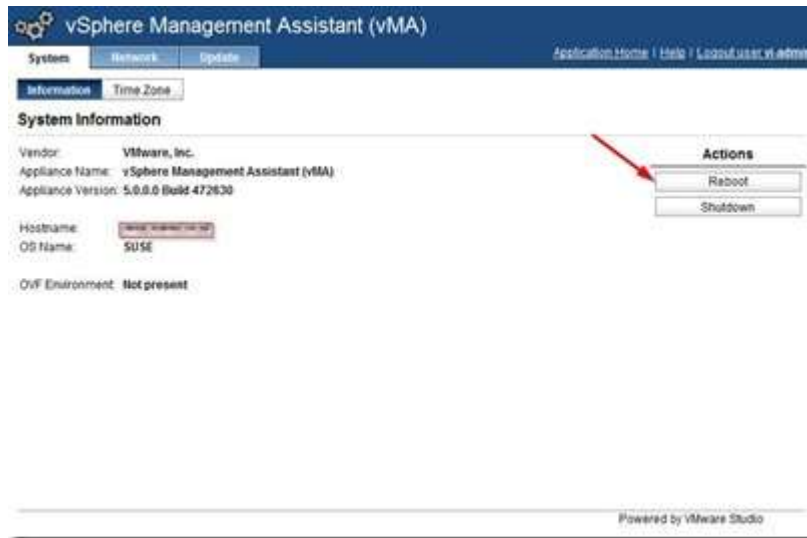 vSphere Management Assistant (vMA)
System Network Update Application Home | Help | Logout user vi-admin
Information Time Zone
System Information
Vendor: VMware, Inc.
Appliance Name: vSphere Management Assistant (vMA)
Appliance Version: 5.0.0.0 Build 472630
Hostname:
OS Name: SUSE
OVF Environment: Not present
Actions
Reboot
Shutdown
Powered by VMware Studio